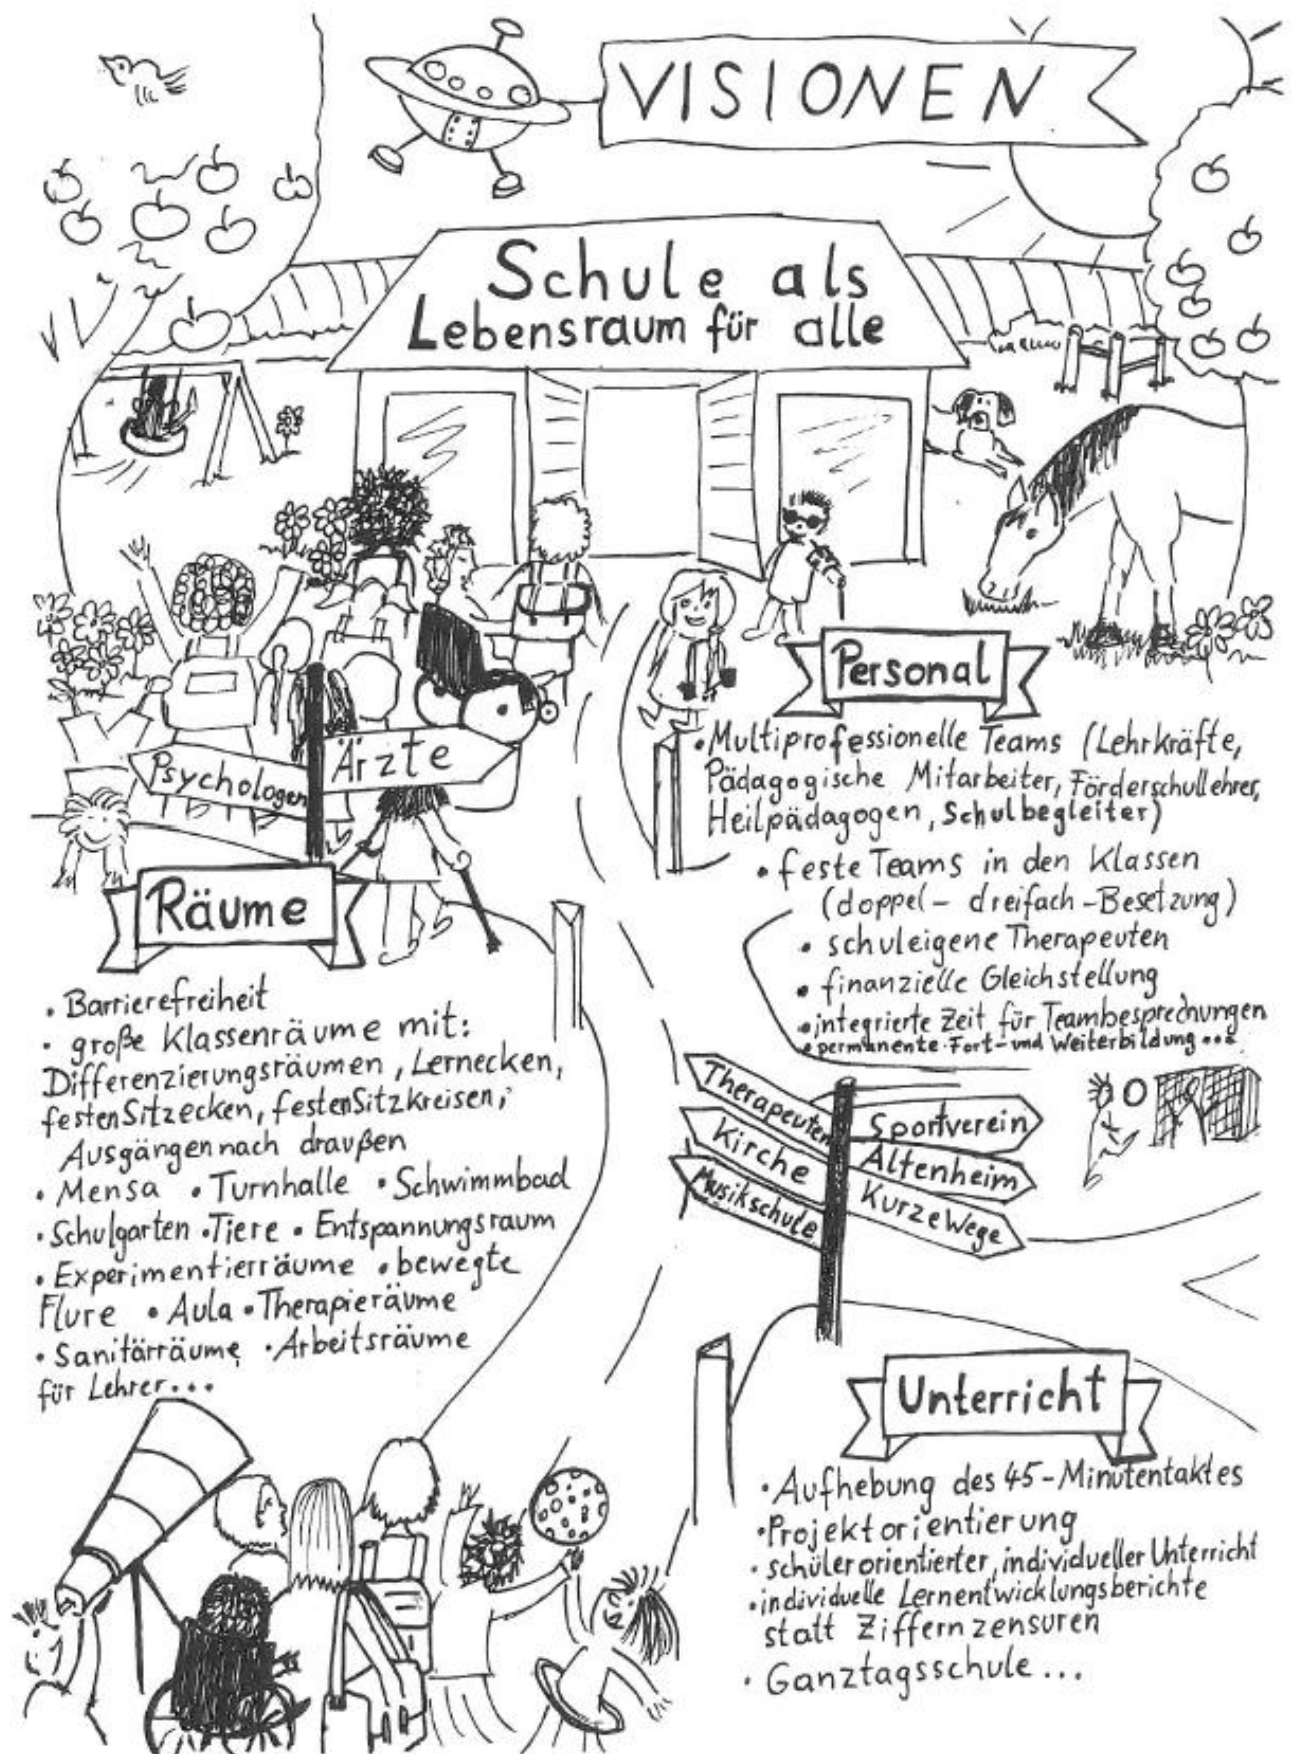 VISIONEN
Schule als
Lebensraum für alle
Personal
• Multiprofessionelle Teams (Lehrkräfte,
Pädagogische Mitarbeiter, Förderschullehrer,
Heilpädagogen, Schulbegleiter)
• feste Teams in den Klassen
(doppel- dreifach-Besetzung)
• schuleigene Therapeuten
• finanzielle Gleichstellung
• integrierte Zeit für Teambesprechungen
• permanente Fort- und Weiterbildung...
Psychologen
Ärzte
Räume
• Barrierefreiheit
• große Klassenräume mit:
Differenzierungsräumen, Lernecken,
festen Sitzecken, festen Sitzkreisen,
Ausgängen nach draußen
• Mensa • Turnhalle • Schwimmbad
• Schulgarten • Tiere • Entspannungsraum
• Experimentierräume • bewegte
Flure • Aula • Therapieräume
• Sanitärräume • Arbeitsräume
für Lehrer...
Therapeuten
Kirche
Musikschule
Sportverein
Altenheim
Kurze Wege
Unterricht
• Aufhebung des 45-Minutentaktes
• Projektorientierung
• schülerorientierter, individueller Unterricht
• individuelle Lernentwicklungsberichte
statt Ziffernzensuren
• Ganztagsschule...